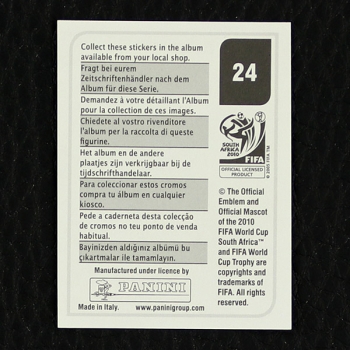 Collect these stickers in the album
available from your local shop.
Fragt bei eurem
Zeitschriftenhändler nach dem
Album für diese Serie.
Demandez à votre détaillant l'Album
pour la collection de ces images.
Chiedete al vostro rivenditore
l'album per la raccolta di queste
figurine.
Het album en de andere
plaatjes zijn verkrijgbaar bij de
tijdschrifthandelaar.
Para coleccionar estos cromos
compra tu álbum en cualquier
kiosco.
Pede a caderneta desta colecção
de cromos no teu ponto de venda
habitual.
Bayinizden aldığınız albümü bu
çıkartmalar ile tamamlayın.
Manufactured under licence by
PANINI
Made in Italy. www.paninigroup.com
24
SOUTH AFRICA
2010
FIFA
OFFICIAL LICENSED
PRODUCT
© 2005 FIFA TM
© The Official
Emblem and
Official Mascot
of the 2010
FIFA World Cup
South Africa™
and FIFA World
Cup Trophy are
copyrights and
trademarks of
FIFA. All rights
reserved.